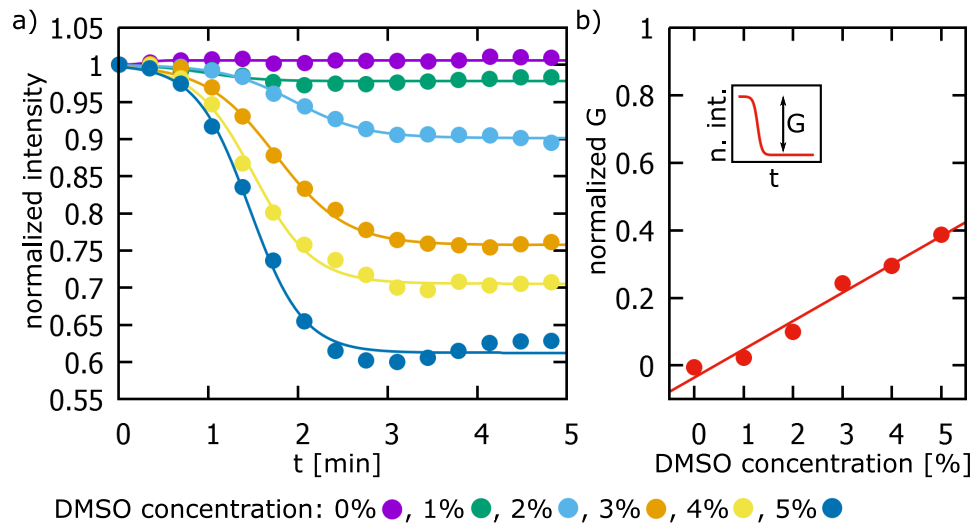 a)
1.05
1
0.95
0.9
0.85
0.8
0.75
0.7
0.65
0.6
0.55
normalized intensity
0 1 2 3 4 5
t [min]
b)
1
0.8
0.6
0.4
0.2
0
normalized G
n. int.
G
t
0 1 2 3 4 5
DMSO concentration [%]
DMSO concentration: 0% , 1% , 2% , 3% , 4% , 5%